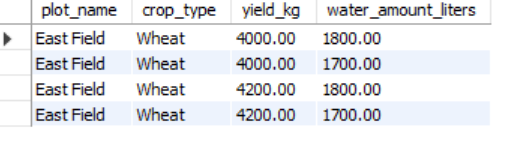 plot_name crop_type yield_kg water_amount_liters
East Field Wheat 4000.00 1800.00
East Field Wheat 4000.00 1700.00
East Field Wheat 4200.00 1800.00
East Field Wheat 4200.00 1700.00